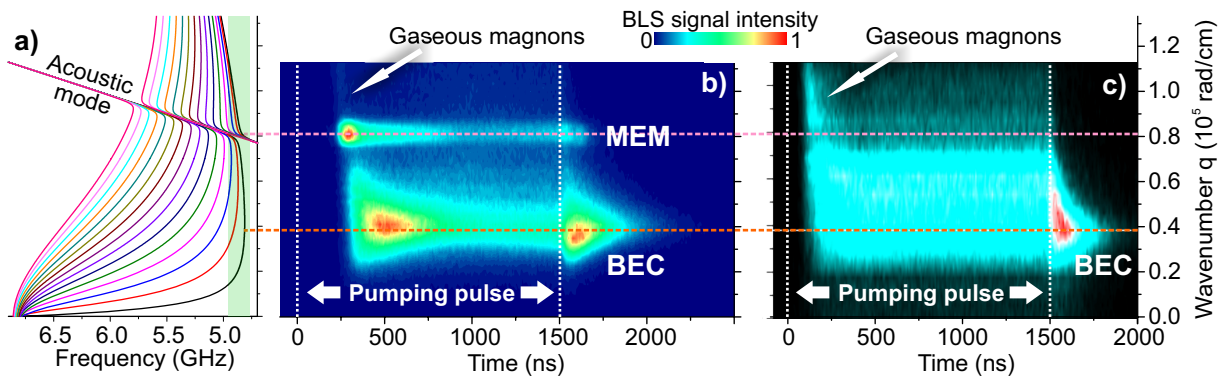 a)
Acoustic
mode
6.5 6.0 5.5 5.0
Frequency (GHz)
BLS signal intensity
0 1
Gaseous magnons
b)
MEM
BEC
Pumping pulse
0 500 1000 1500 2000
Time (ns)
Gaseous magnons
c)
BEC
Pumping pulse
0 500 1000 1500 2000
Time (ns)
1.2
1.0
0.8
0.6
0.4
0.2
0.0
Wavenumber q (10⁵ rad/cm)